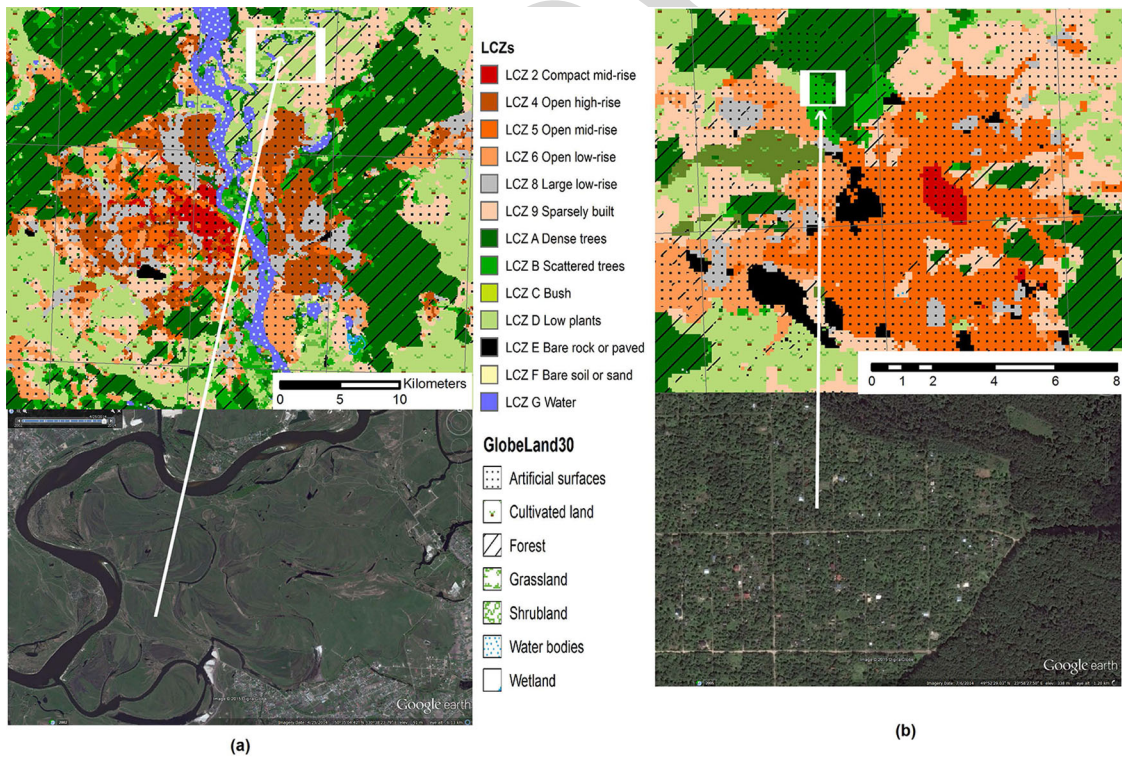 LCZs
LCZ 2 Compact mid-rise
LCZ 4 Open high-rise
LCZ 5 Open mid-rise
LCZ 6 Open low-rise
LCZ 8 Large low-rise
LCZ 9 Sparsely built
LCZ A Dense trees
LCZ B Scattered trees
LCZ C Bush
LCZ D Low plants
LCZ E Bare rock or paved
LCZ F Bare soil or sand
LCZ G Water
GlobeLand30
Artificial surfaces
Cultivated land
Forest
Grassland
Shrubland
Water bodies
Wetland
Kilometers
0 5 10
0 1 2 4 6 8
Google earth
Google earth
(a)
(b)